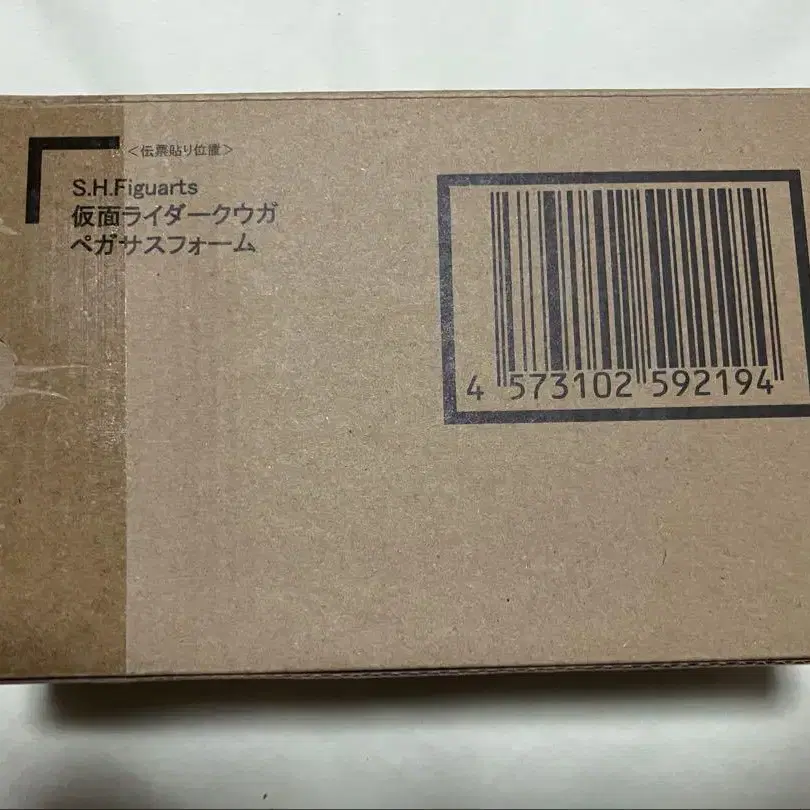 ＜伝票貼り位置＞
S.H.Figuarts
仮面ライダークウガ
ペガサスフォーム
4 573102 592194